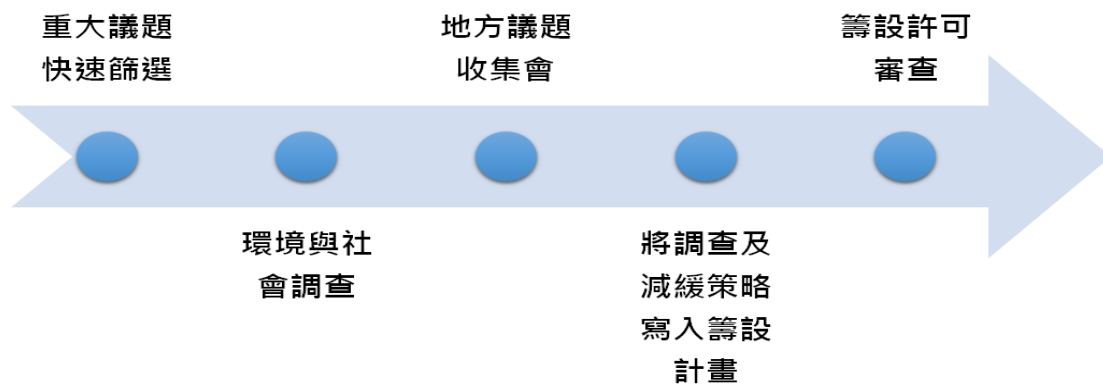 重大議題
快速篩選
環境與社
會調查
地方議題
收集會
將調查及
減緩策略
寫入籌設
計畫
籌設許可
審查